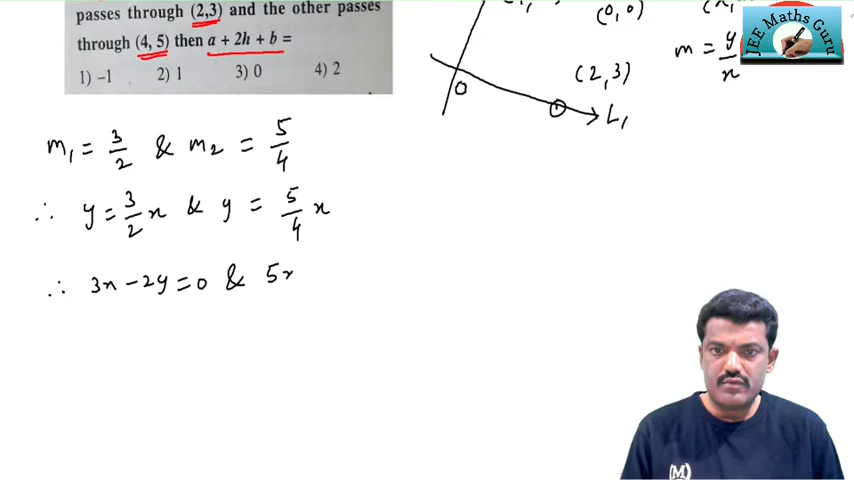 passes through (2,3) and the other passes
through (4, 5) then a + 2h + b =
1) –1 2) 1 3) 0 4) 2
(0,0)
m = y/x
(2,3)
O
L₁
JEE Maths Guru
m₁ = 3/2 & m₂ = 5/4
∴ y = 3/2 x & y = 5/4 x
∴ 3x – 2y = 0 & 5x
(M)